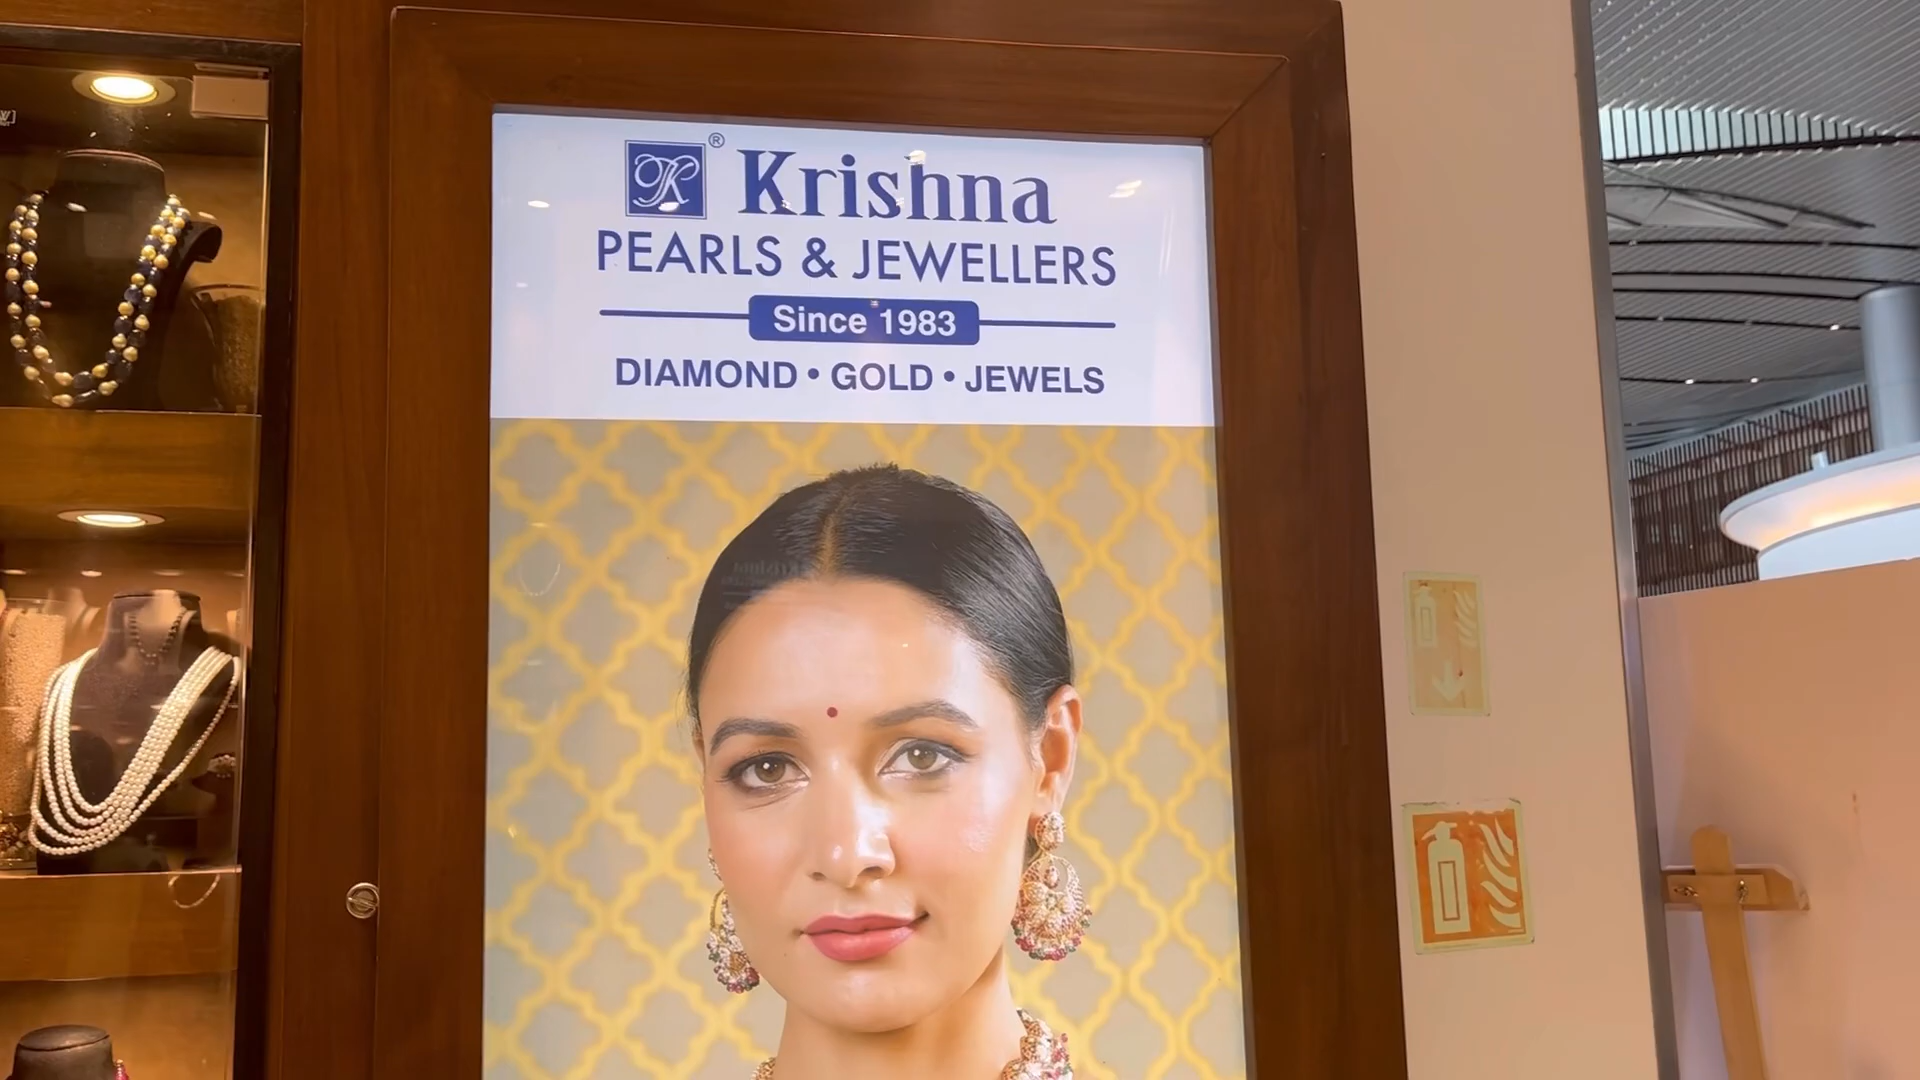 K ®
Krishna
PEARLS & JEWELLERS
Since 1983
DIAMOND • GOLD • JEWELS